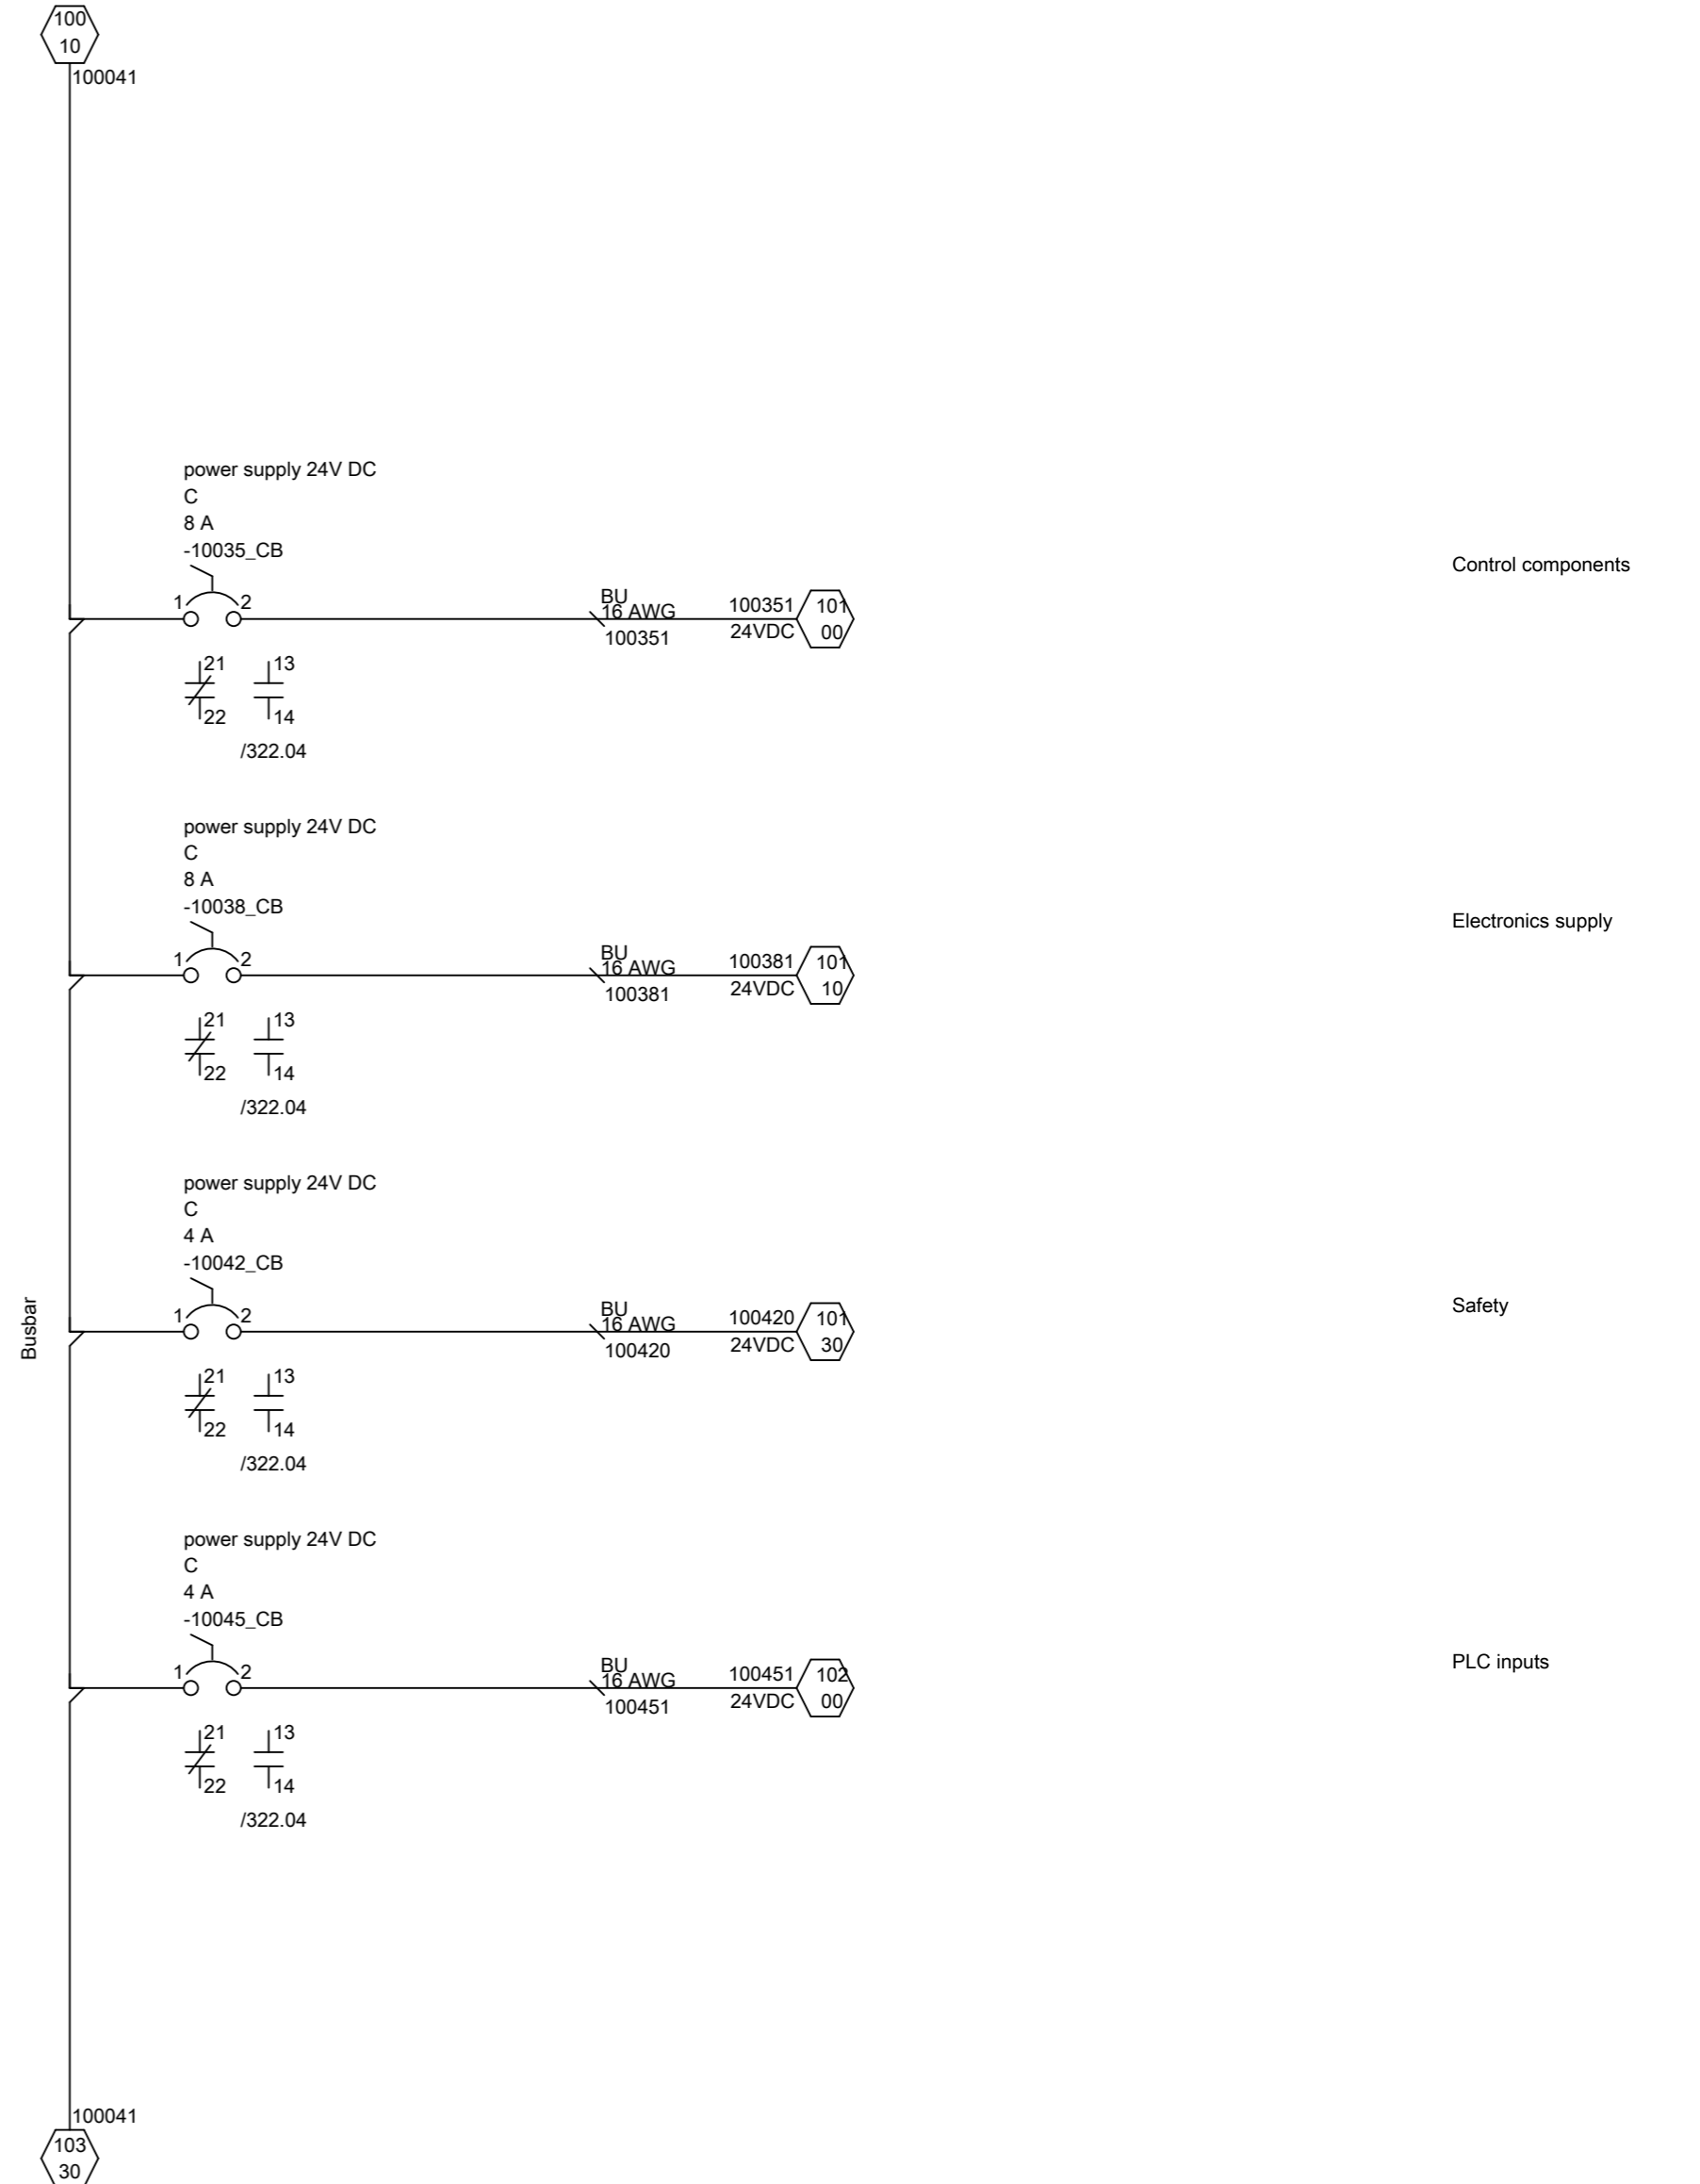 100
10
100041
power supply 24V DC
C
8 A
-10035_CB
Control components
1 2
BU
16 AWG
100351
100351
24VDC
101
00
21 13
22 14
/322.04
power supply 24V DC
C
8 A
-10038_CB
Electronics supply
1 2
BU
16 AWG
100381
100381
24VDC
101
10
21 13
22 14
/322.04
power supply 24V DC
C
4 A
-10042_CB
Busbar
Safety
1 2
BU
16 AWG
100420
100420
24VDC
101
30
21 13
22 14
/322.04
power supply 24V DC
C
4 A
-10045_CB
PLC inputs
1 2
BU
16 AWG
100451
100451
24VDC
102
00
21 13
22 14
/322.04
100041
103
30